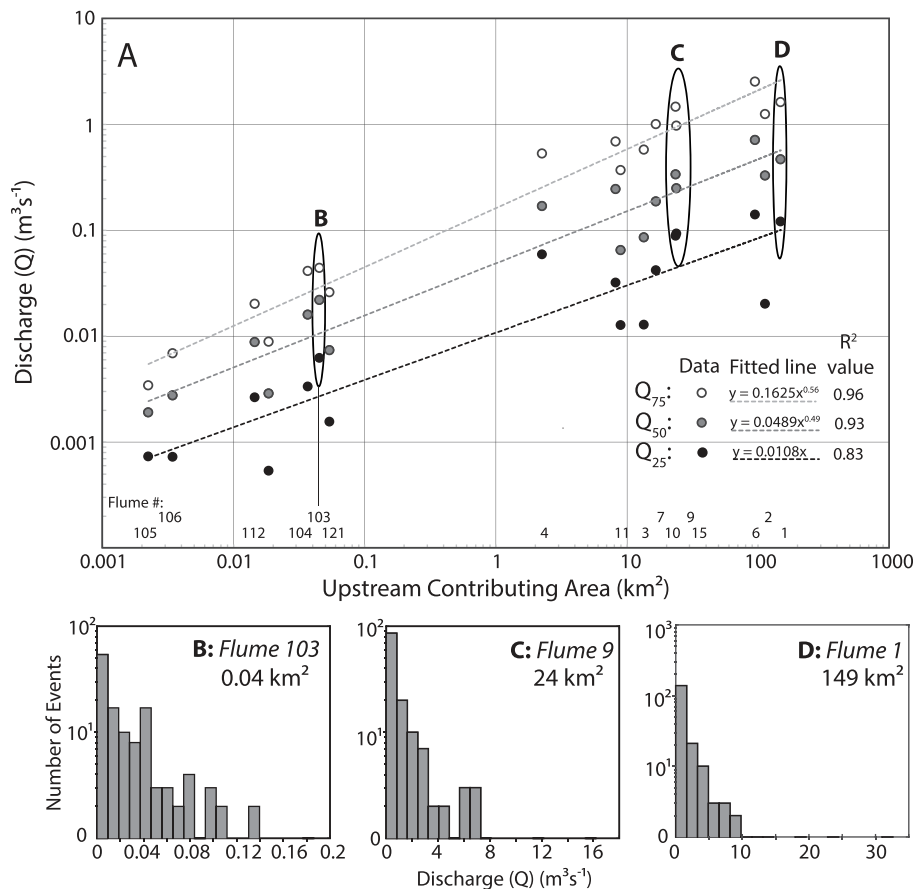 A
10
1
0.1
0.01
0.001
Discharge (Q) (m³s⁻¹)
B
C
D
R²
Data Fitted line value
Q₇₅: y = 0.1625x⁰·⁵⁶ 0.96
Q₅₀: y = 0.0489x⁰·⁴⁹ 0.93
Q₂₅: y = 0.0108x 0.83
Flume #:
106 103 7 9 2
105 112 104 121 4 11 3 10 15 6 1
0.001 0.01 0.1 1 10 100 1000
Upstream Contributing Area (km²)
B: Flume 103
0.04 km²
10²
10¹
0
Number of Events
0 0.04 0.08 0.12 0.16 0.2
C: Flume 9
24 km²
10²
10¹
0
0 4 8 12 16
D: Flume 1
149 km²
10³
10²
10¹
0
0 10 20 30
Discharge (Q) (m³s⁻¹)